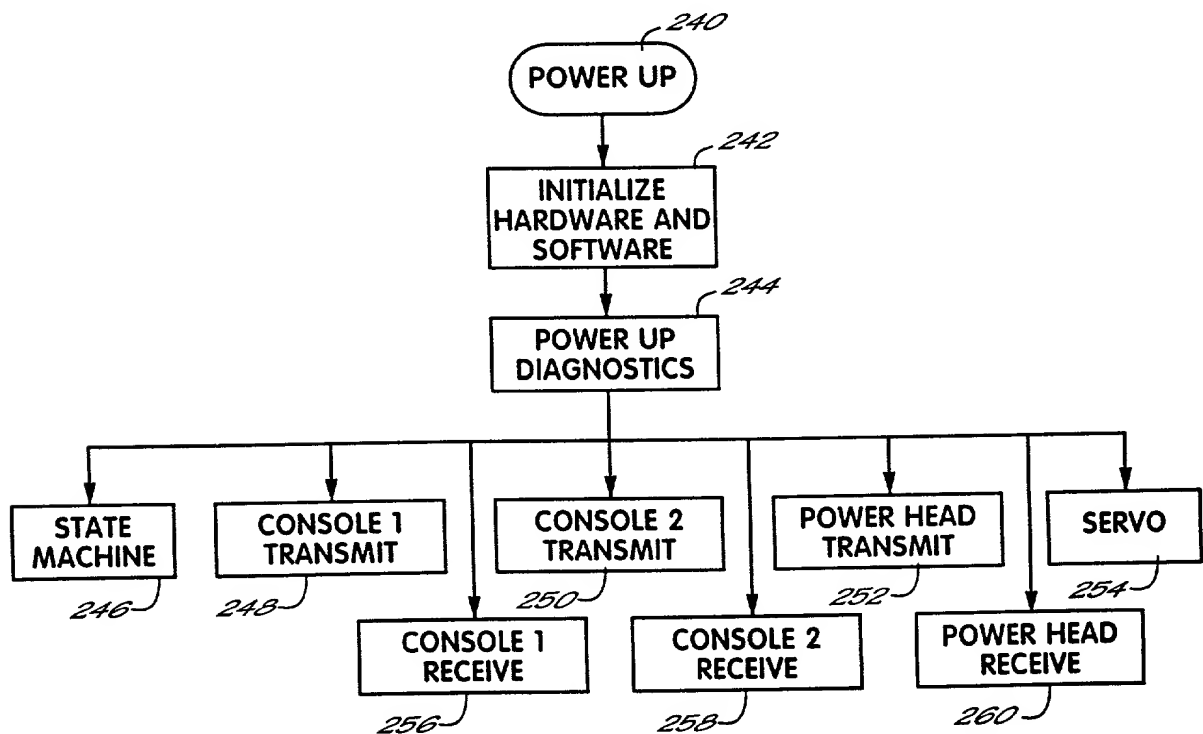 240
POWER UP
242
INITIALIZE
HARDWARE AND
SOFTWARE
244
POWER UP
DIAGNOSTICS
STATE
MACHINE
246
CONSOLE 1
TRANSMIT
248
CONSOLE 2
TRANSMIT
250
POWER HEAD
TRANSMIT
252
SERVO
254
CONSOLE 1
RECEIVE
256
CONSOLE 2
RECEIVE
258
POWER HEAD
RECEIVE
260